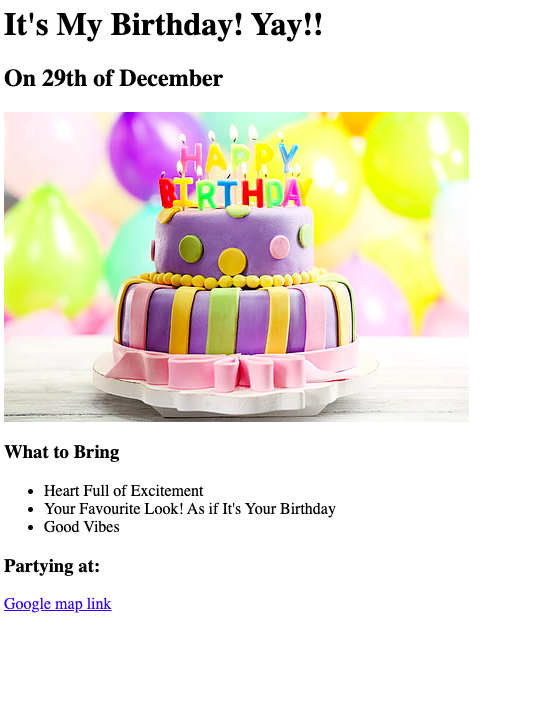 It's My Birthday! Yay!!
On 29th of December
HAPPY
BIRTHDAY
What to Bring
Heart Full of Excitement
Your Favourite Look! As if It's Your Birthday
Good Vibes
Partying at:
Google map link